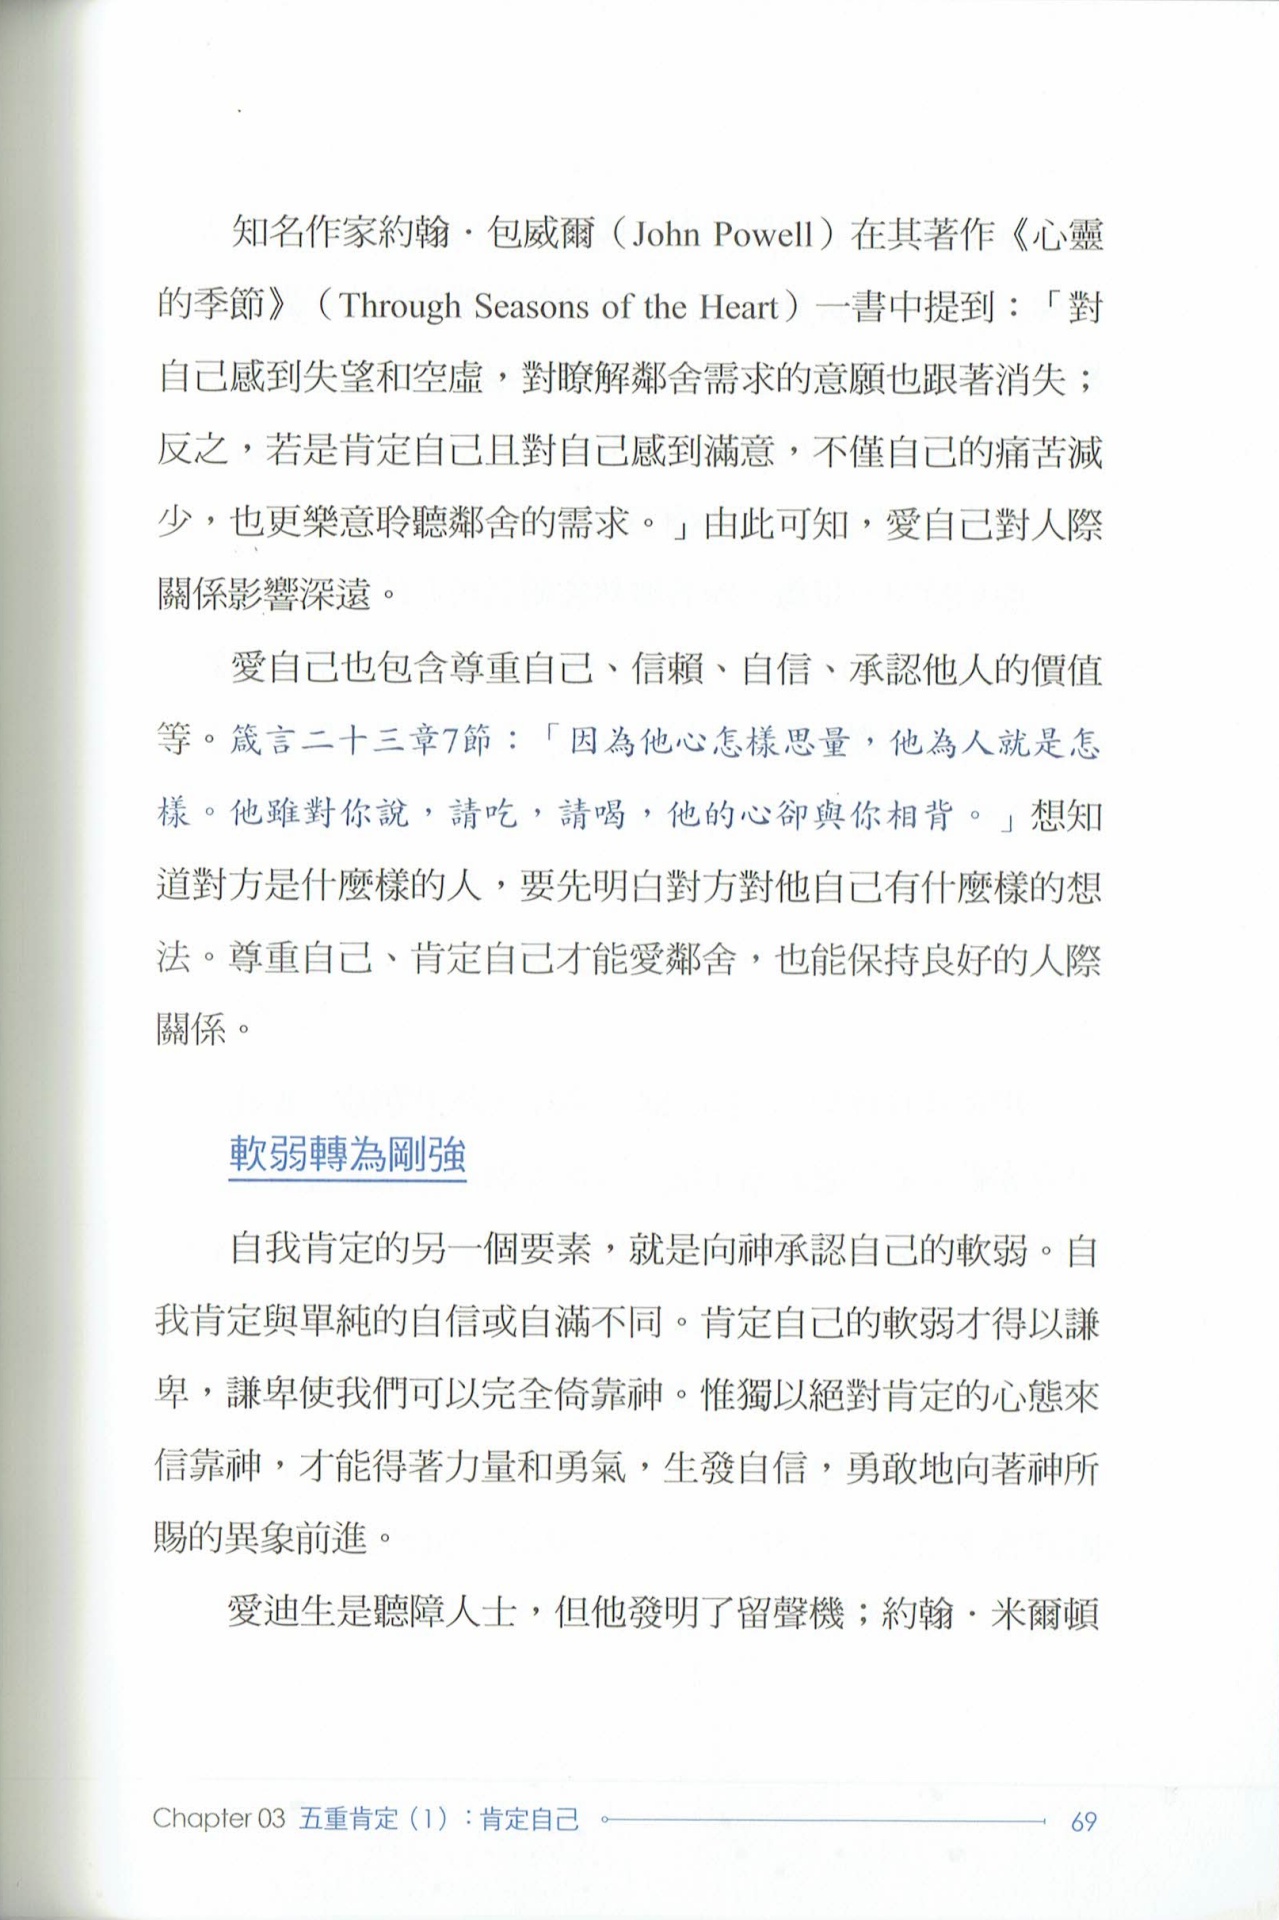 知名作家約翰．包威爾（John Powell）在其著作《心靈
的季節》（Through Seasons of the Heart）一書中提到：「對
自己感到失望和空虛，對瞭解鄰舍需求的意願也跟著消失；
反之，若是肯定自己且對自己感到滿意，不僅自己的痛苦減
少，也更樂意聆聽鄰舍的需求。」由此可知，愛自己對人際
關係影響深遠。
愛自己也包含尊重自己、信賴、自信、承認他人的價值
等。箴言二十三章7節：「因為他心怎樣思量，他為人就是怎
樣。他雖對你說，請吃，請喝，他的心卻與你相背。」想知
道對方是什麼樣的人，要先明白對方對他自己有什麼樣的想
法。尊重自己、肯定自己才能愛鄰舍，也能保持良好的人際
關係。
軟弱轉為剛強
自我肯定的另一個要素，就是向神承認自己的軟弱。自
我肯定與單純的自信或自滿不同。肯定自己的軟弱才得以謙
卑，謙卑使我們可以完全倚靠神。惟獨以絕對肯定的心態來
信靠神，才能得著力量和勇氣，生發自信，勇敢地向著神所
賜的異象前進。
愛迪生是聽障人士，但他發明了留聲機；約翰．米爾頓
Chapter 03 五重肯定（1）：肯定自己 69